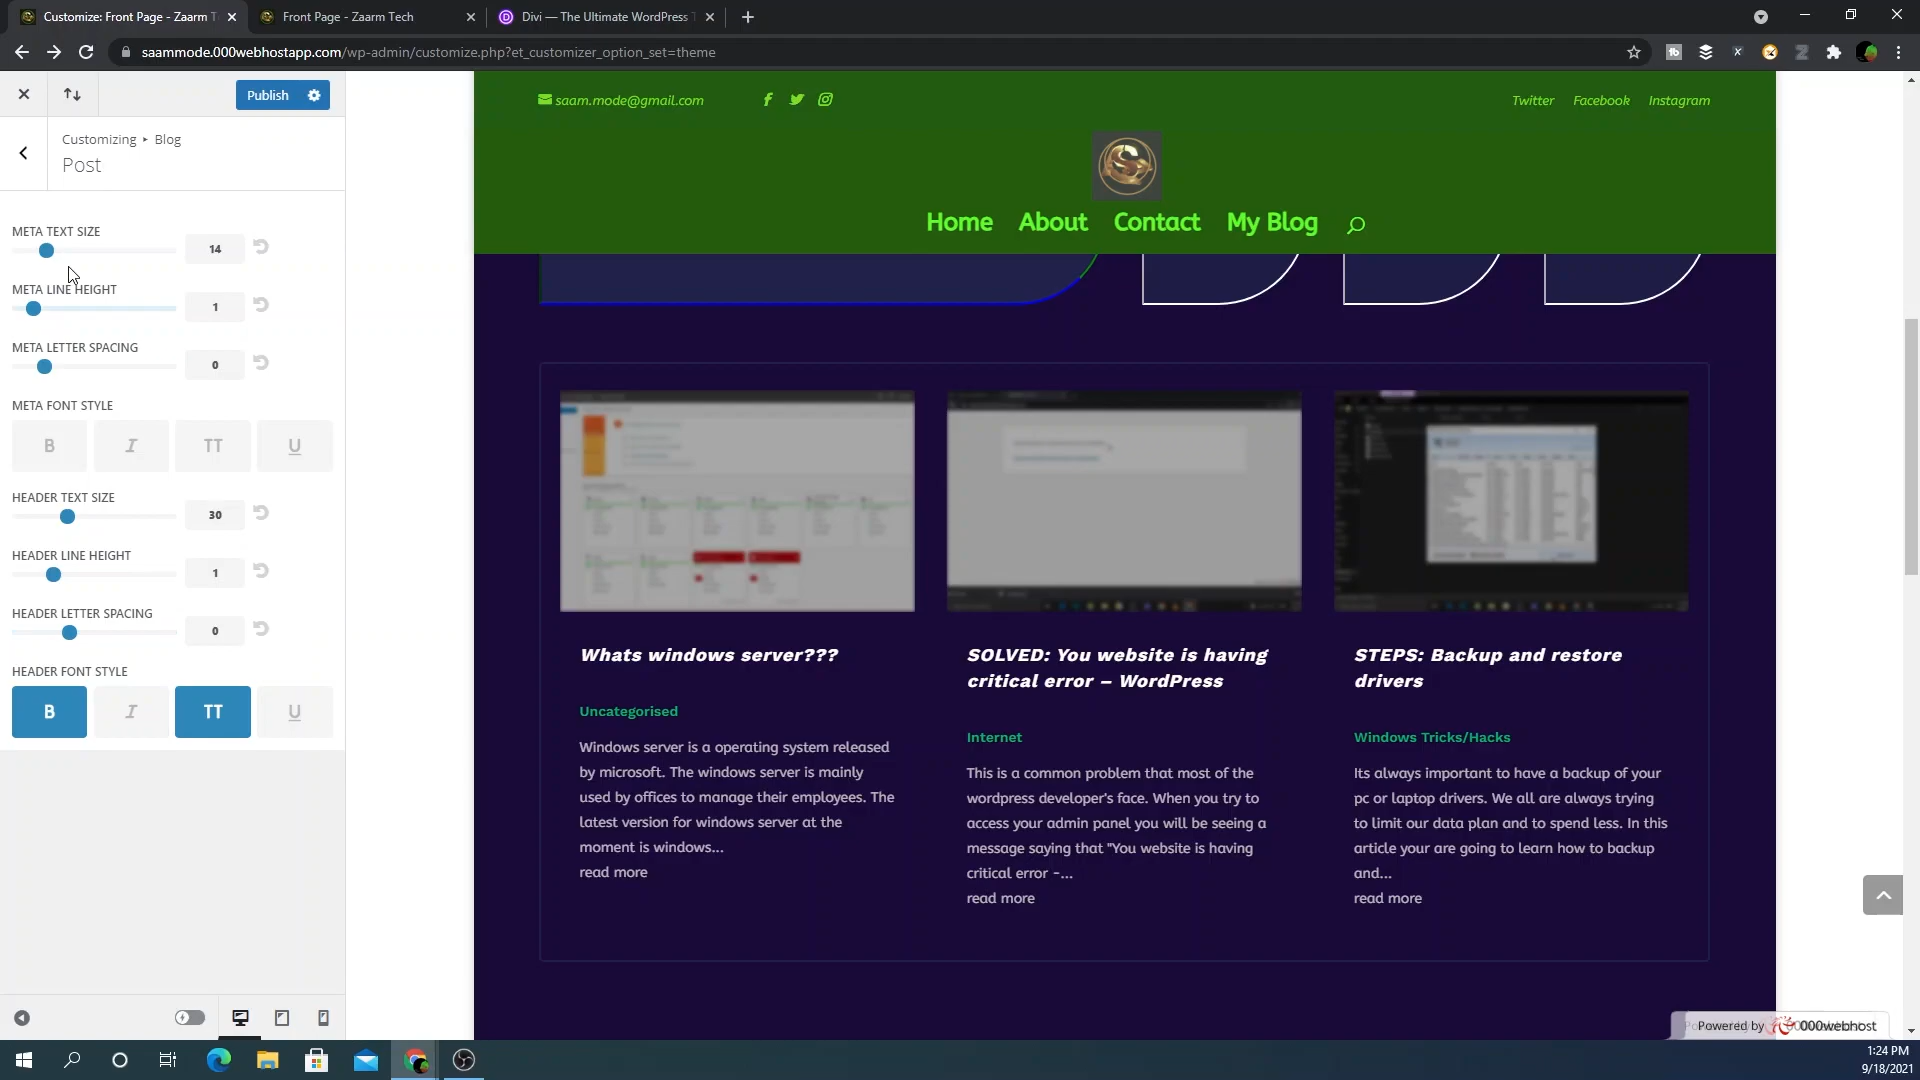 Customize: Front Page - Zaarm T
Front Page - Zaarm Tech
Divi — The Ultimate WordPress T
saammode.000webhostapp.com/wp-admin/customize.php?et_customizer_option_set=theme
Publish
Customizing ▸ Blog
Post
META TEXT SIZE
14
META LINE HEIGHT
1
META LETTER SPACING
0
META FONT STYLE
B I TT U
HEADER TEXT SIZE
30
HEADER LINE HEIGHT
1
HEADER LETTER SPACING
0
HEADER FONT STYLE
B I TT U
saam.mode@gmail.com
Twitter Facebook Instagram
Home About Contact My Blog
Whats windows server???
Uncategorised
Windows server is a operating system released
by microsoft. The windows server is mainly
used by offices to manage their employees. The
latest version for windows server at the
moment is windows...
read more
SOLVED: You website is having
critical error – WordPress
Internet
This is a common problem that most of the
wordpress developer's face. When you try to
access your admin panel you will be seeing a
message saying that "You website is having
critical error -...
read more
STEPS: Backup and restore
drivers
Windows Tricks/Hacks
Its always important to have a backup of your
pc or laptop drivers. We all are always trying
to limit our data plan and to spend less. In this
article your are going to learn how to backup
and...
read more
Powered by 000webhost
1:24 PM
9/18/2021